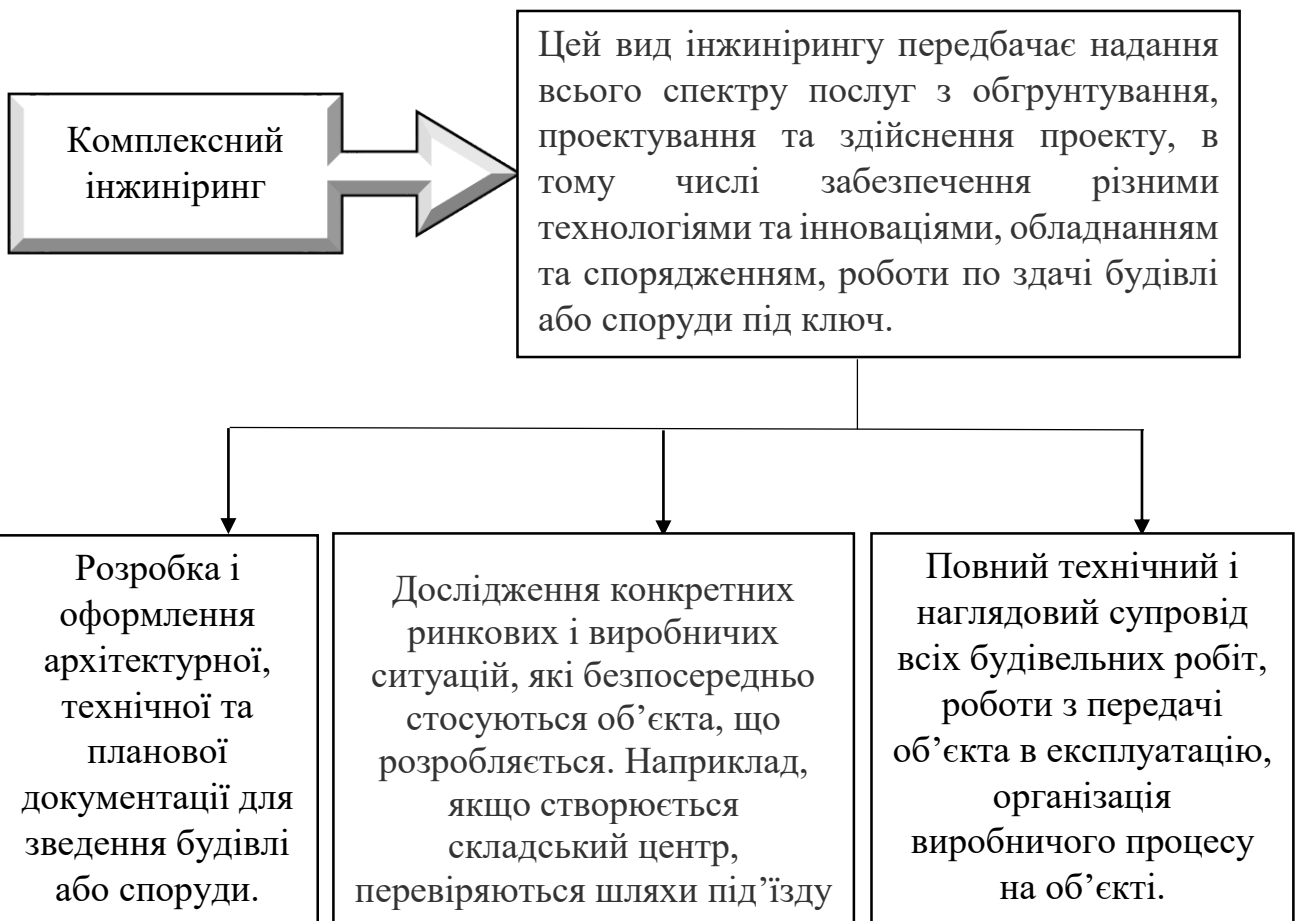 Комплексний
інжиніринг
Цей вид інжинірингу передбачає надання
всього спектру послуг з обгрунтування,
проектування та здійснення проекту, в
тому числі забезпечення різними
технологіями та інноваціями, обладнанням
та спорядженням, роботи по здачі будівлі
або споруди під ключ.
Розробка і
оформлення
архітектурної,
технічної та
планової
документації для
зведення будівлі
або споруди.
Дослідження конкретних
ринкових і виробничих
ситуацій, які безпосередньо
стосуються об’єкта, що
розробляється. Наприклад,
якщо створюється
складський центр,
перевіряються шляхи під’їзду
Повний технічний і
наглядовий супровід
всіх будівельних робіт,
роботи з передачі
об’єкта в експлуатацію,
організація
виробничого процесу
на об’єкті.